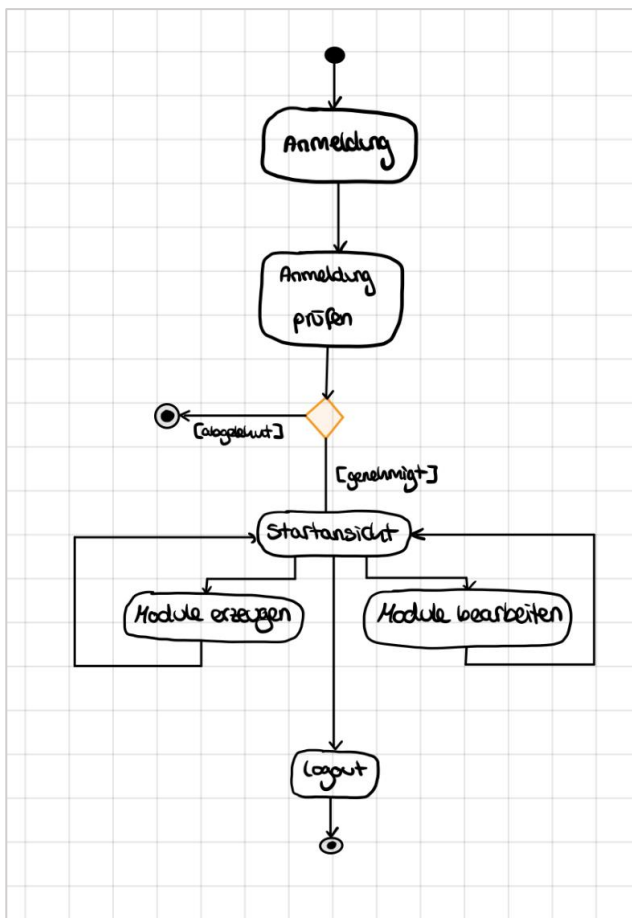 Anmeldung
Anmeldung
prüfen
[abgelehnt]
[genehmigt]
Startansicht
Module erzeugen
Module bearbeiten
Logout